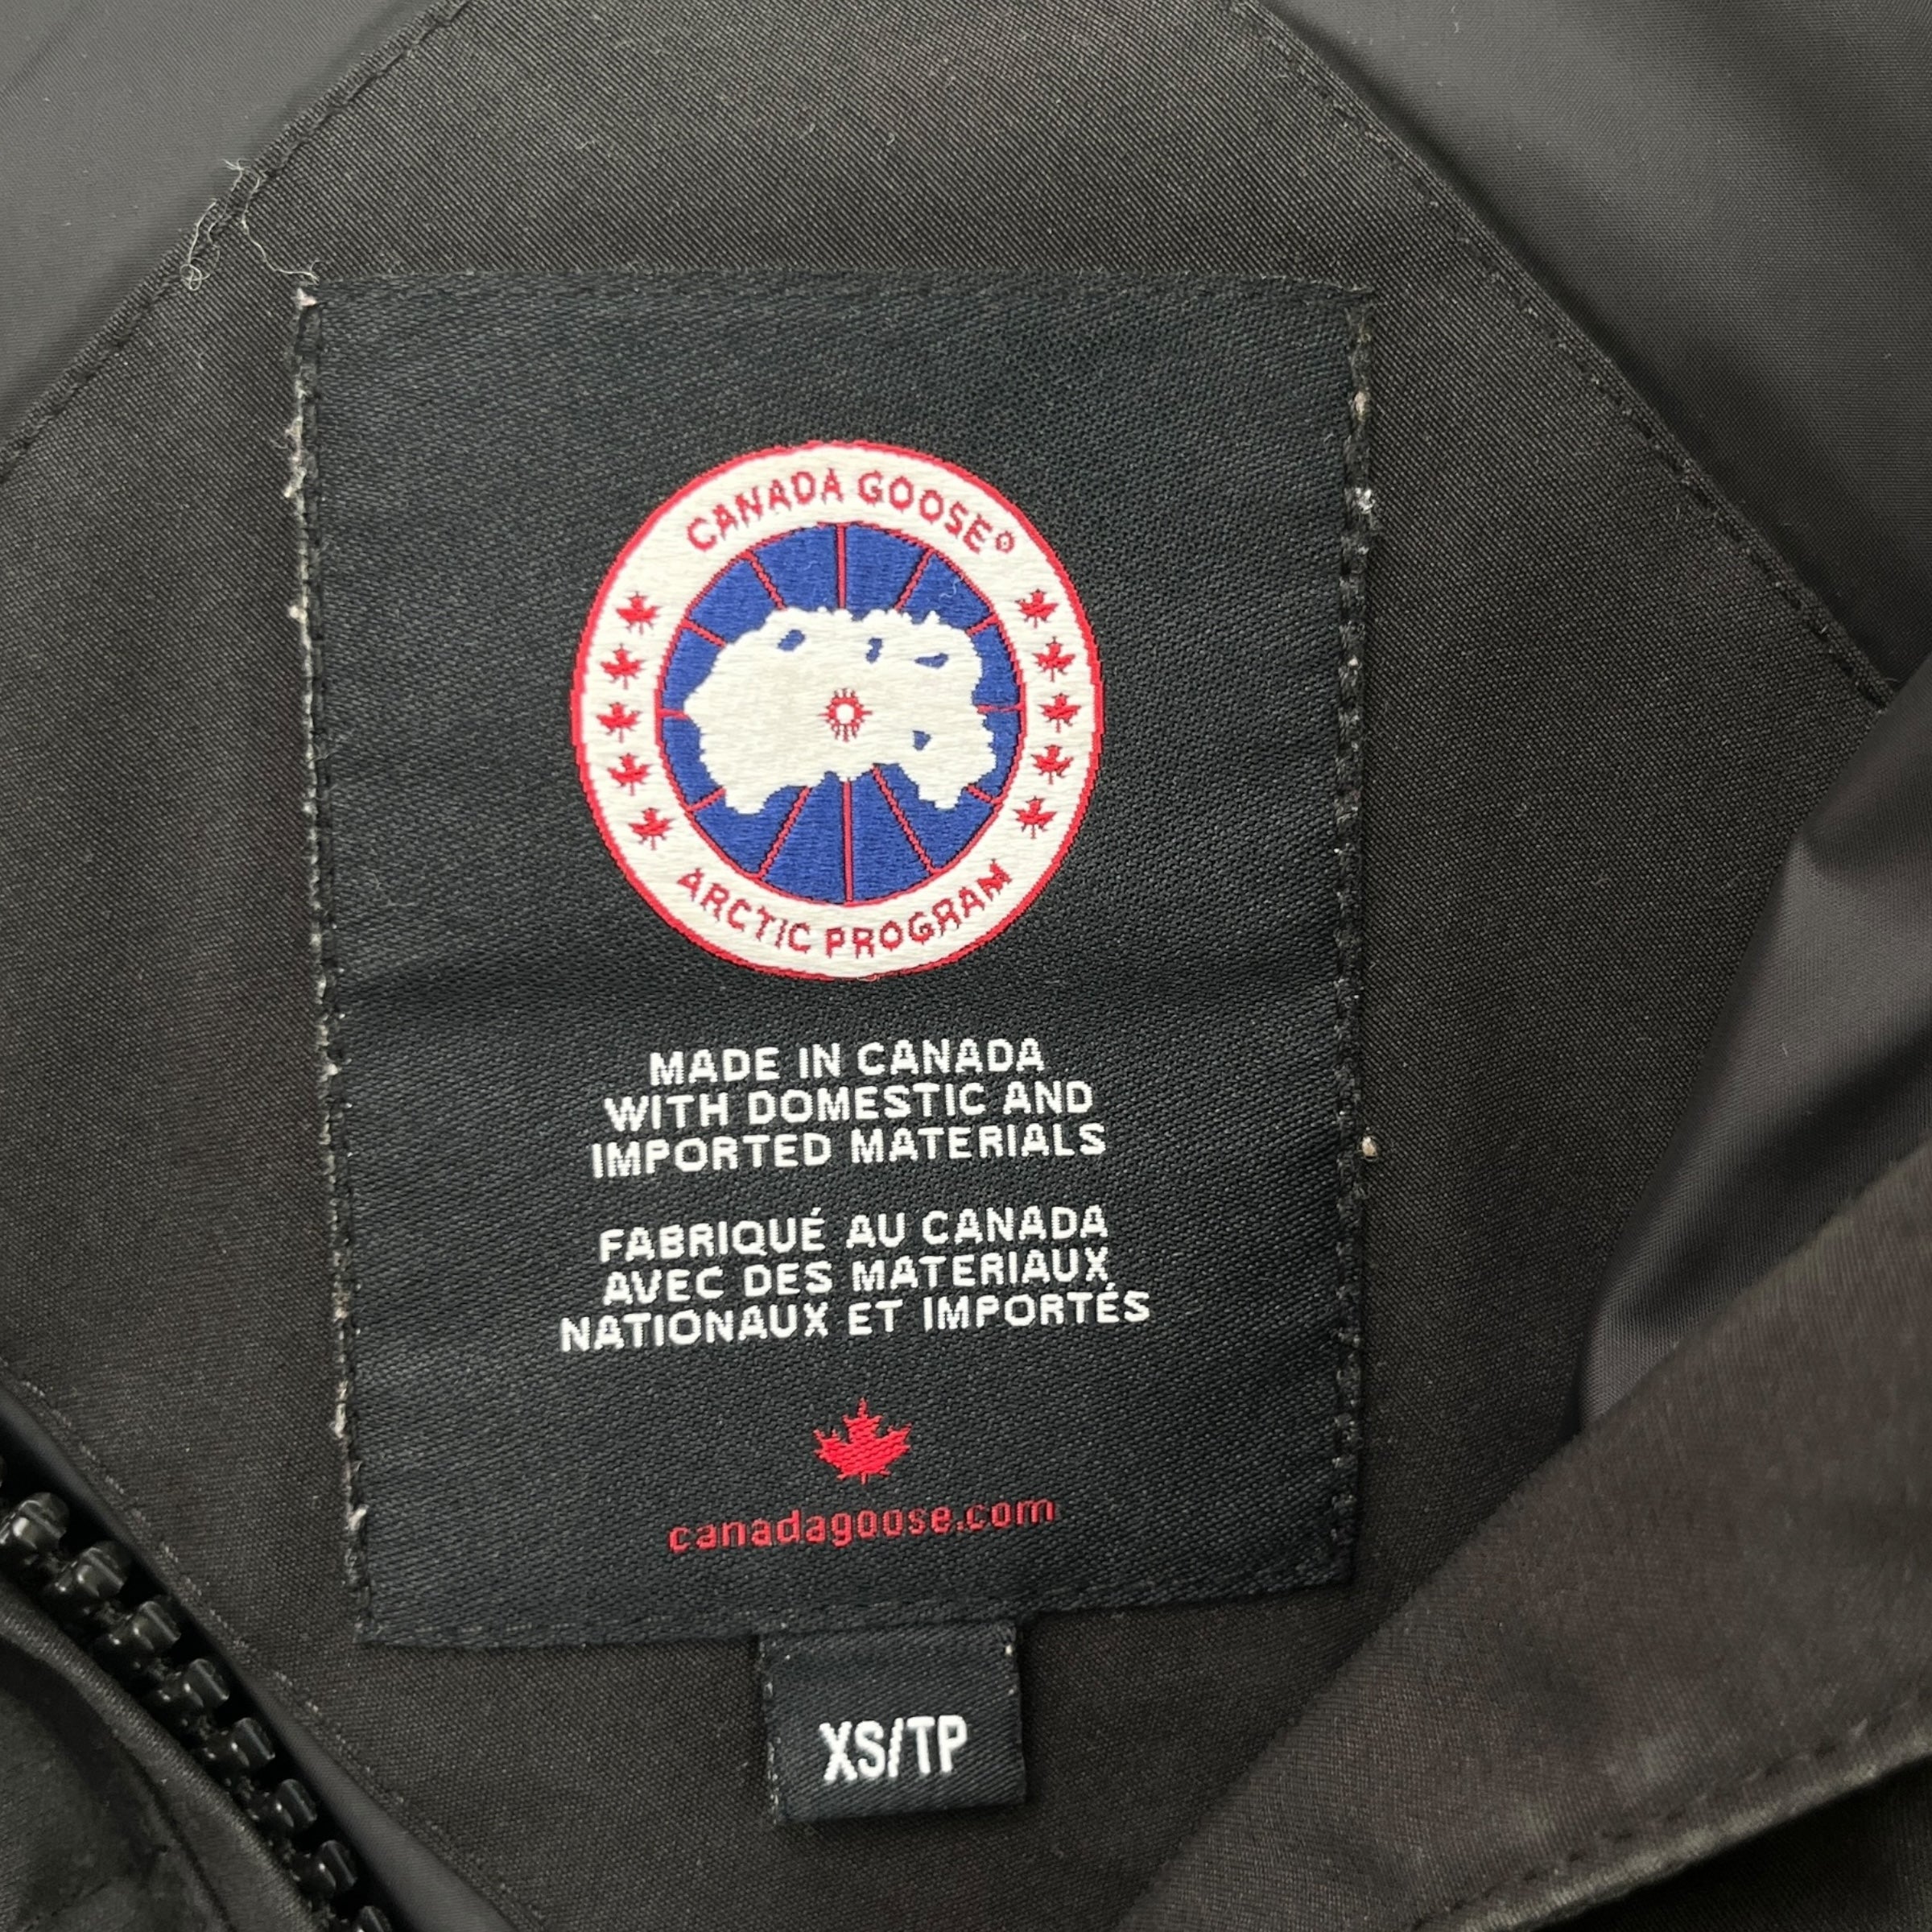 CANADA GOOSE®
ARCTIC PROGRAM
MADE IN CANADA
WITH DOMESTIC AND
IMPORTED MATERIALS
FABRIQUÉ AU CANADA
AVEC DES MATERIAUX
NATIONAUX ET IMPORTÉS
canadagoose.com
XS/TP